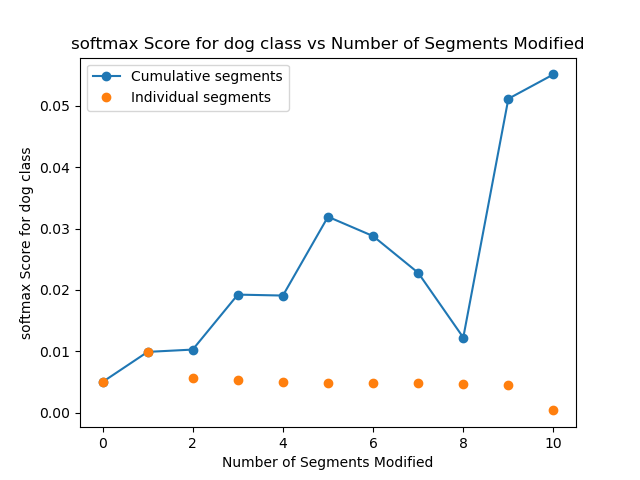 softmax Score for dog class vs Number of Segments Modified
Cumulative segments
Individual segments
softmax Score for dog class
0.05
0.04
0.03
0.02
0.01
0.00
0
2
4
6
8
10
Number of Segments Modified